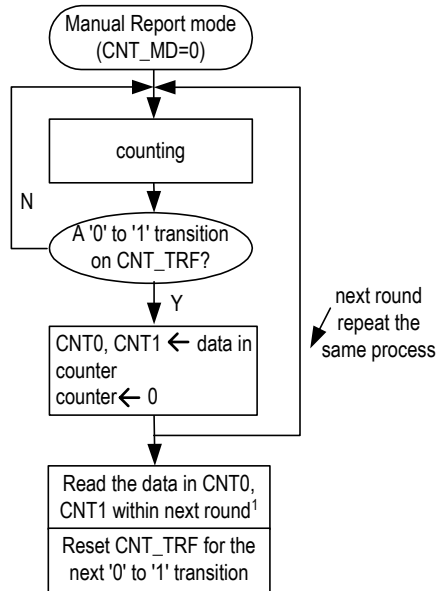 Manual Report mode
(CNT_MD=0)
counting
N
A '0' to '1' transition
on CNT_TRF?
Y
next round
repeat the
same process
CNT0, CNT1 ← data in
counter
counter← 0
Read the data in CNT0,
CNT1 within next round¹
Reset CNT_TRF for the
next '0' to '1' transition